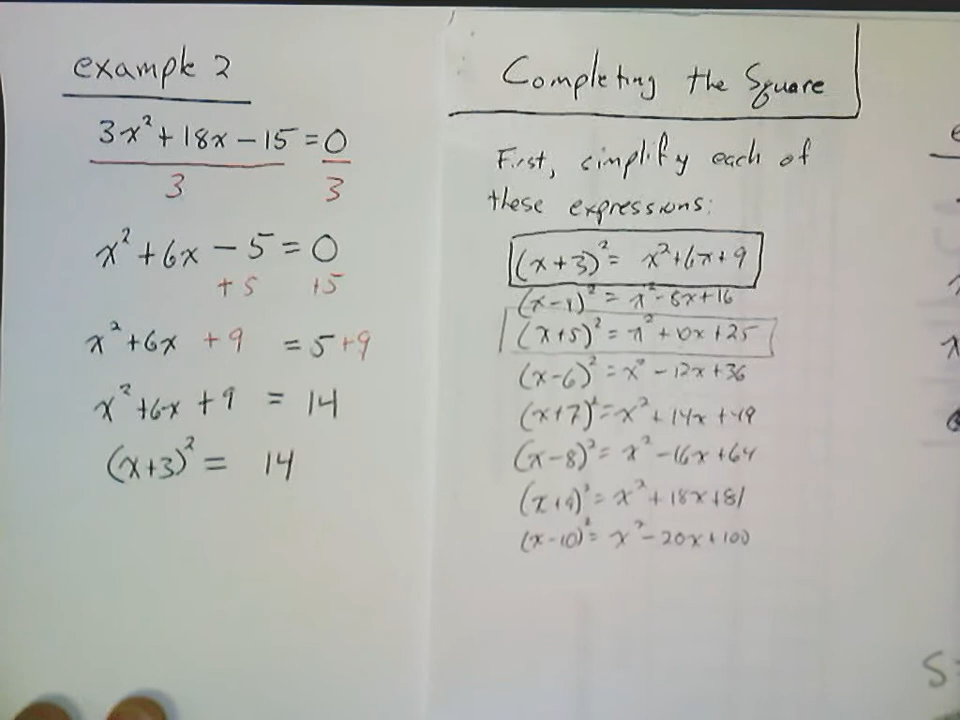 example 2
3x² + 18x - 15 = 0
3 3
x² + 6x - 5 = 0
+5 +5
x² + 6x + 9 = 5 + 9
x² + 6x + 9 = 14
(x+3)² = 14
Completing the Square
First, simplify each of
these expressions:
(x+3)² = x²+6x+9
(x-4)² = x²-8x+16
(x+5)² = x²+10x+25
(x-6)² = x²-12x+36
(x+7)² = x²+14x+49
(x-8)² = x²-16x+64
(x+9)² = x²+18x+81
(x-10)² = x²-20x+100